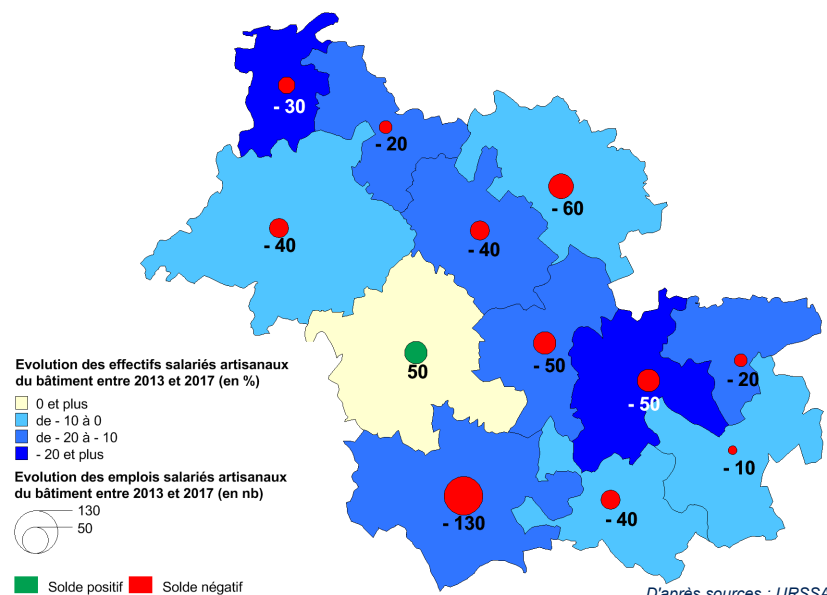 - 30
- 20
- 60
- 40
- 40
50
- 50
- 20
- 50
- 10
- 130
- 40
Evolution des effectifs salariés artisanaux
du bâtiment entre 2013 et 2017 (en %)
0 et plus
de - 10 à 0
de - 20 à - 10
- 20 et plus
Evolution des emplois salariés artisanaux
du bâtiment entre 2013 et 2017 (en nb)
130
50
Solde positif Solde négatif
D'après sources : URSSA